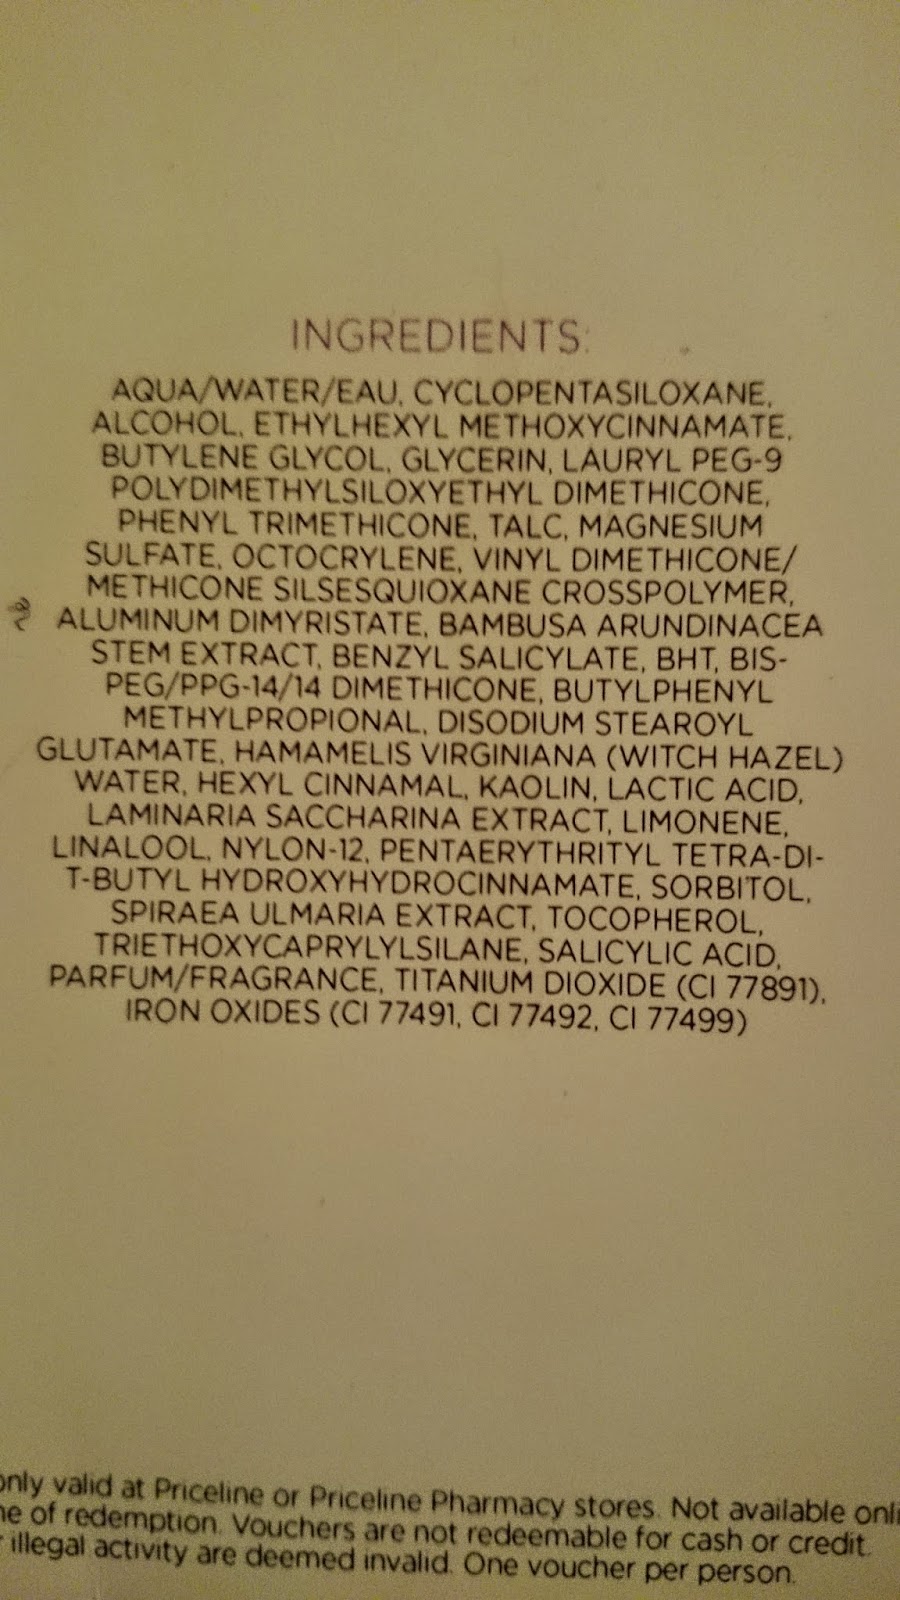 INGREDIENTS:
AQUA/WATER/EAU, CYCLOPENTASILOXANE,
ALCOHOL, ETHYLHEXYL METHOXYCINNAMATE,
BUTYLENE GLYCOL, GLYCERIN, LAURYL PEG-9
POLYDIMETHYLSILOXYETHYL DIMETHICONE,
PHENYL TRIMETHICONE, TALC, MAGNESIUM
SULFATE, OCTOCRYLENE, VINYL DIMETHICONE/
METHICONE SILSESQUIOXANE CROSSPOLYMER,
ALUMINUM DIMYRISTATE, BAMBUSA ARUNDINACEA
STEM EXTRACT, BENZYL SALICYLATE, BHT, BIS-
PEG/PPG-14/14 DIMETHICONE, BUTYLPHENYL
METHYLPROPIONAL, DISODIUM STEAROYL
GLUTAMATE, HAMAMELIS VIRGINIANA (WITCH HAZEL)
WATER, HEXYL CINNAMAL, KAOLIN, LACTIC ACID,
LAMINARIA SACCHARINA EXTRACT, LIMONENE,
LINALOOL, NYLON-12, PENTAERYTHRITYL TETRA-DI-
T-BUTYL HYDROXYHYDROCINNAMATE, SORBITOL,
SPIRAEA ULMARIA EXTRACT, TOCOPHEROL,
TRIETHOXYCAPRYLYLSILANE, SALICYLIC ACID,
PARFUM/FRAGRANCE, TITANIUM DIOXIDE (CI 77891),
IRON OXIDES (CI 77491, CI 77492, CI 77499)
only valid at Priceline or Priceline Pharmacy stores. Not available onli
of redemption. Vouchers are not redeemable for cash or credit.
illegal activity are deemed invalid. One voucher per person.